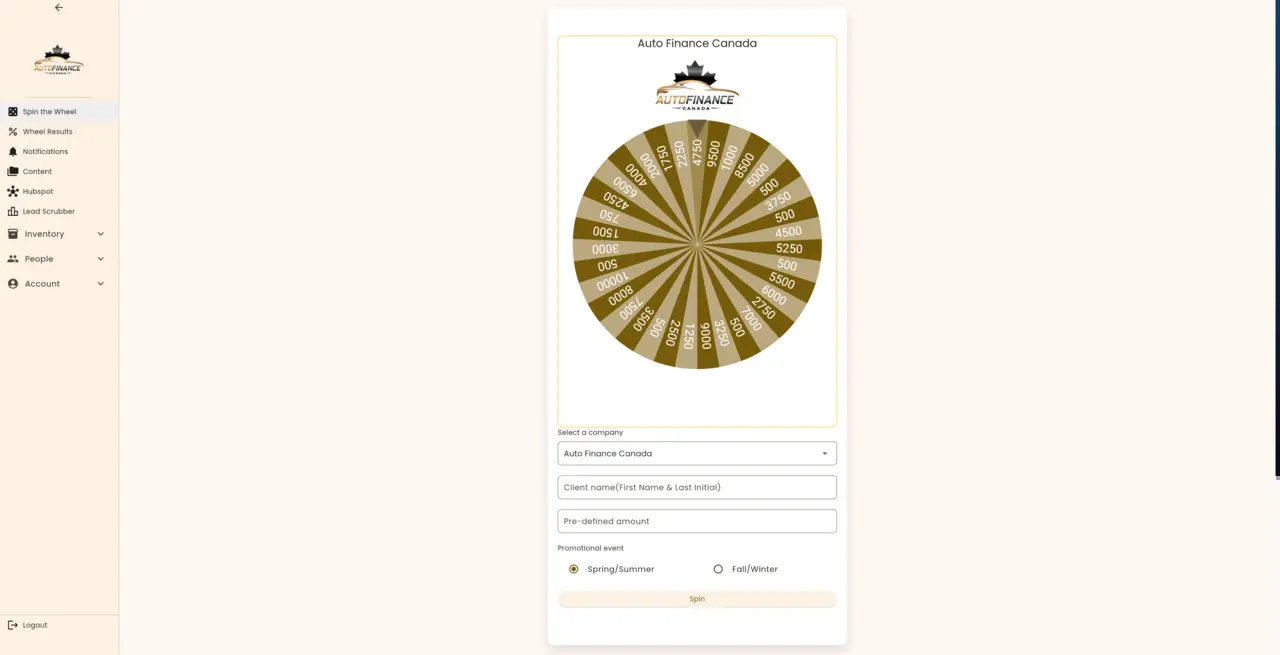 AUTOFINANCE
CANADA
Spin the Wheel
Wheel Results
Notifications
Content
Hubspot
Lead Scrubber
Inventory
People
Account
Logout
Auto Finance Canada
AUTOFINANCE
CANADA
4750
9500
1000
8500
5000
500
3750
500
4500
5250
500
5500
6000
2750
7000
500
3250
9000
1250
2500
500
3500
7500
8000
10000
500
3000
1500
750
4250
6500
4000
2000
1750
2250
Select a company
Auto Finance Canada
Client name(First Name & Last Initial)
Pre-defined amount
Promotional event
Spring/Summer
Fall/Winter
Spin